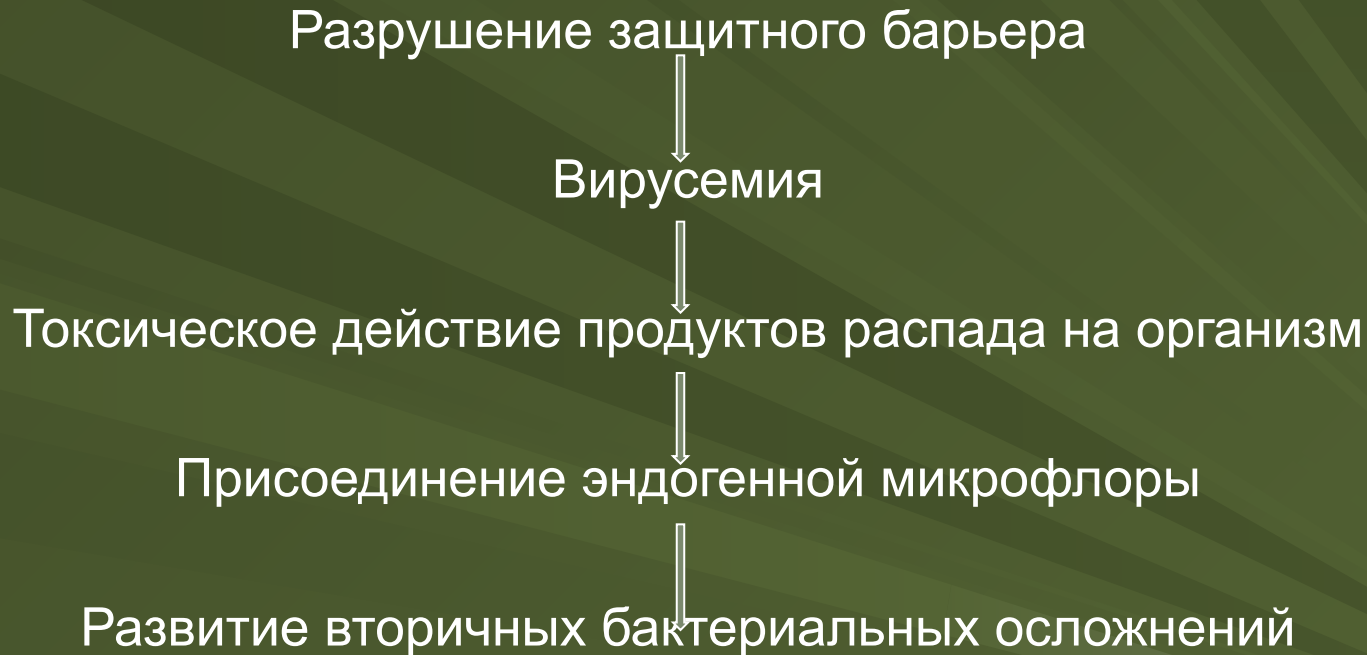 Разрушение защитного барьера
Вирусемия
Токсическое действие продуктов распада на организм
Присоединение эндогенной микрофлоры
Развитие вторичных бактериальных осложнений